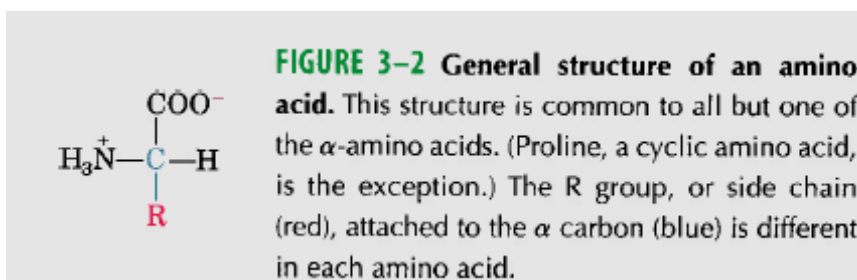 COO⁻
H₃N⁺—C—H
R
FIGURE 3–2 General structure of an amino
acid. This structure is common to all but one of
the α-amino acids. (Proline, a cyclic amino acid,
is the exception.) The R group, or side chain
(red), attached to the α carbon (blue) is different
in each amino acid.